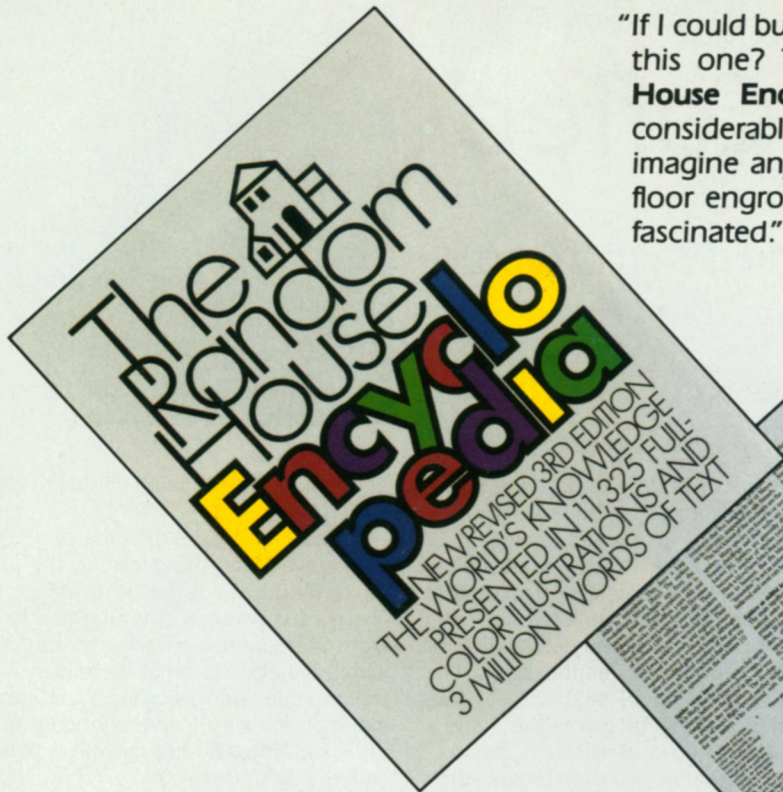 "If I could bu
this one?
House Enc
considerabl
imagine an
floor engro
fascinated."
The
Random
House
Encyclo
pedia
NEW REVISED 3RD EDITION
THE WORLD'S KNOWLEDGE
PRESENTED IN 11,325 FULL-
COLOR ILLUSTRATIONS AND
3 MILLION WORDS OF TEXT